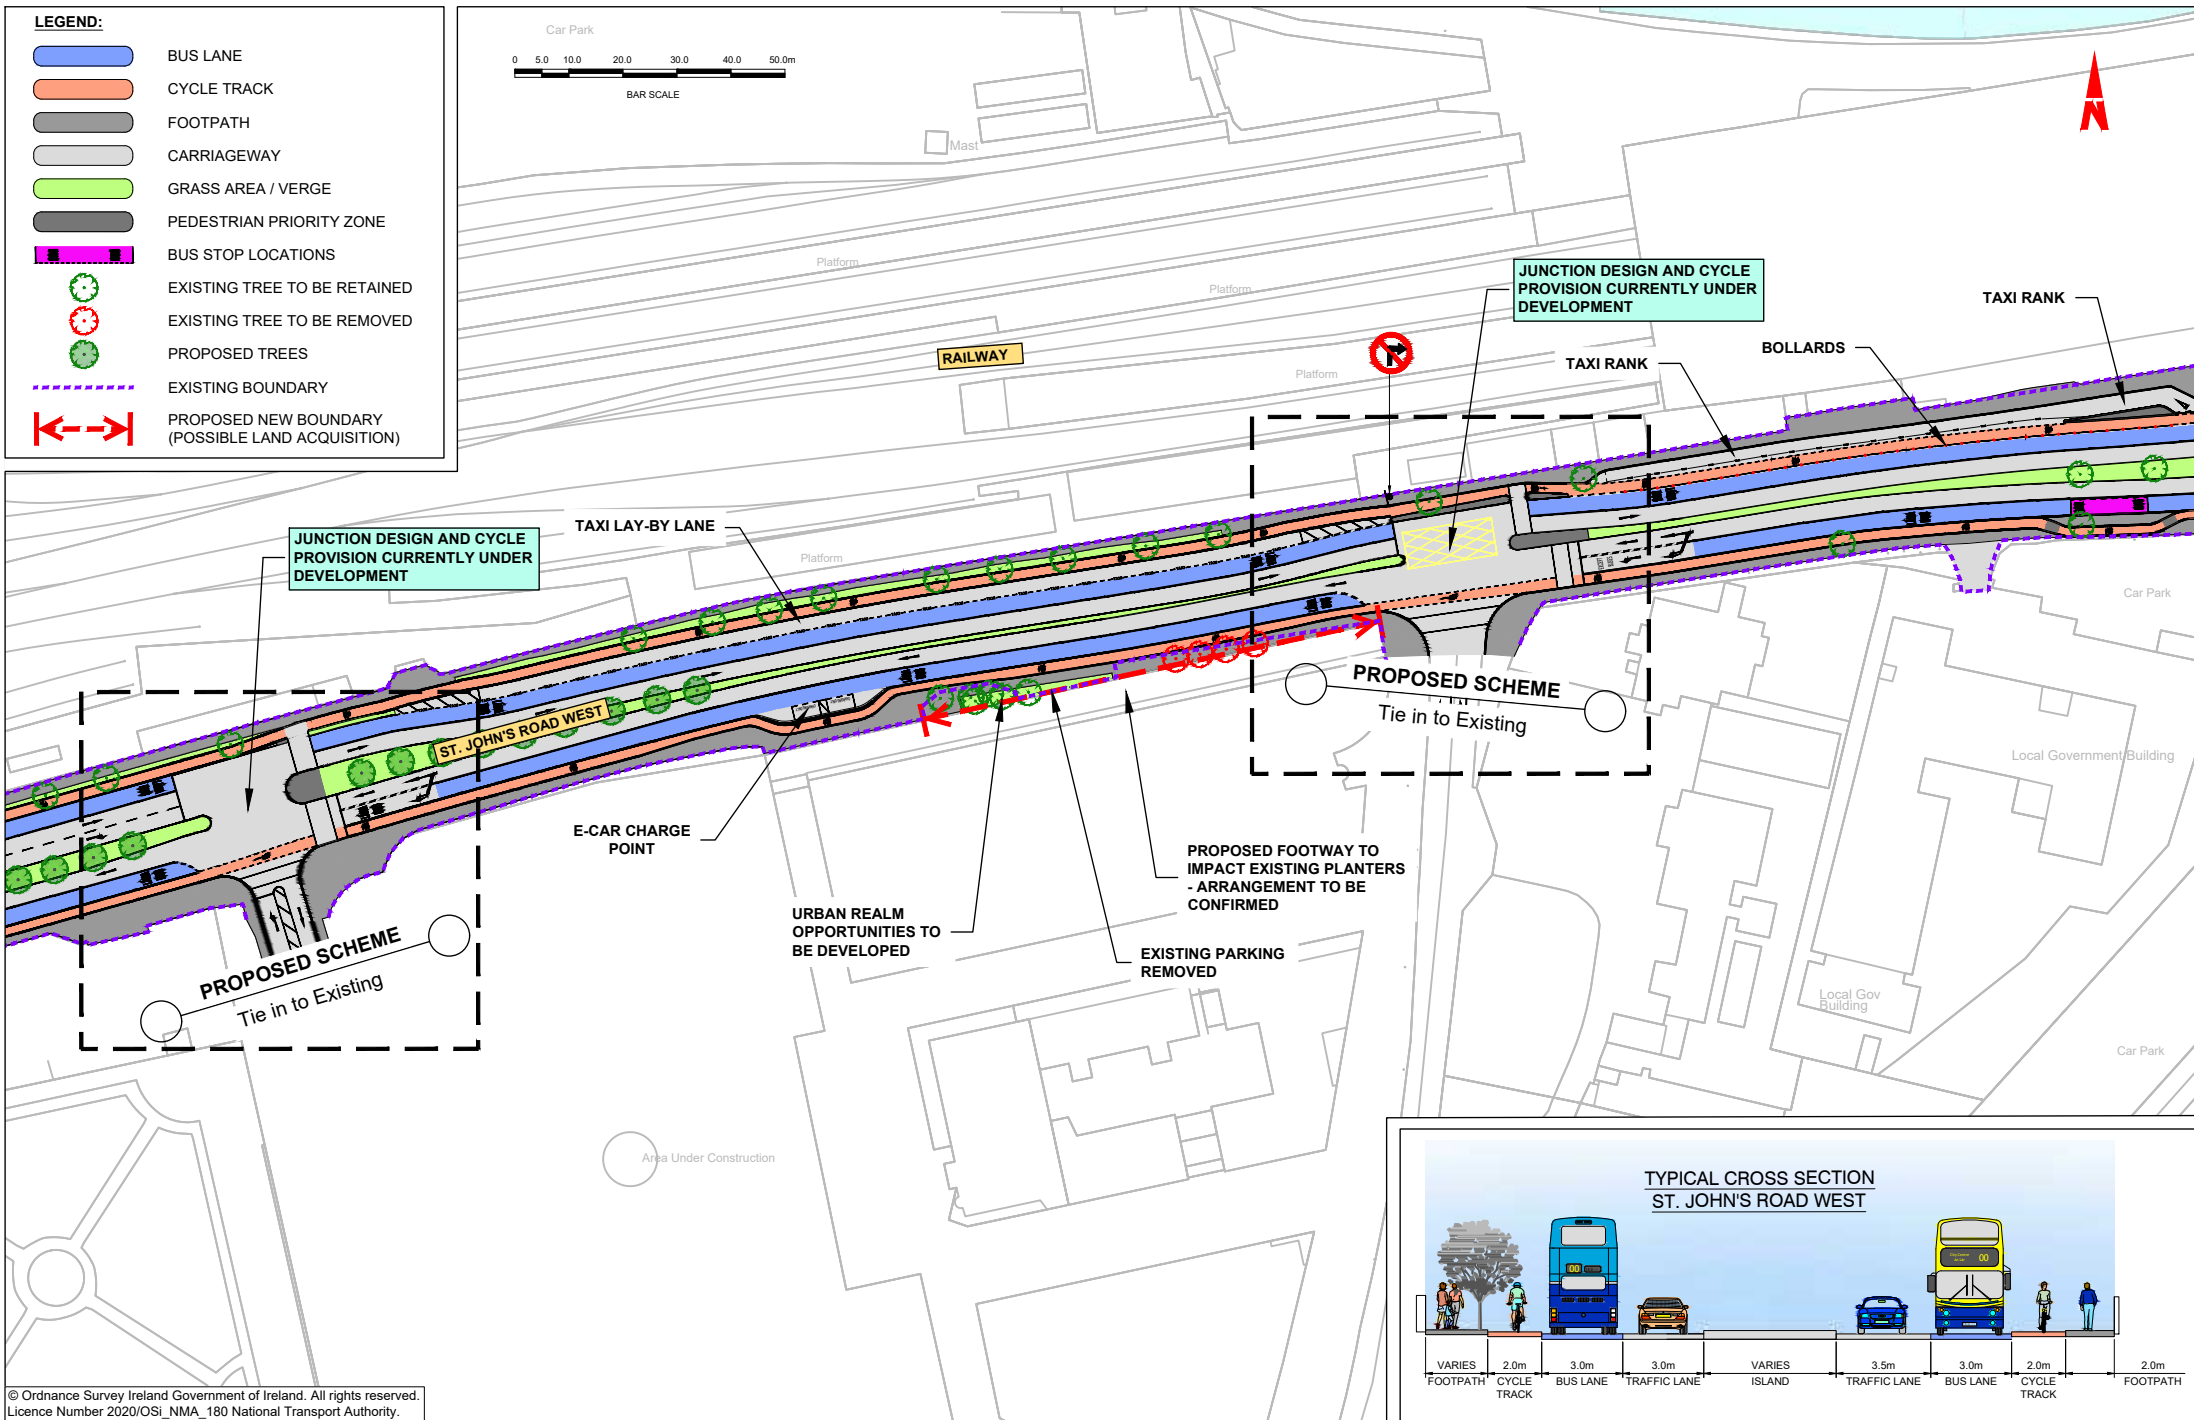 LEGEND:
BUS LANE
CYCLE TRACK
FOOTPATH
CARRIAGEWAY
GRASS AREA / VERGE
PEDESTRIAN PRIORITY ZONE
BUS STOP LOCATIONS
EXISTING TREE TO BE RETAINED
EXISTING TREE TO BE REMOVED
PROPOSED TREES
EXISTING BOUNDARY
PROPOSED NEW BOUNDARY
(POSSIBLE LAND ACQUISITION)
Car Park
0 5.0 10.0 20.0 30.0 40.0 50.0m
BAR SCALE
N
Mast
Platform
Platform
RAILWAY
Platform
JUNCTION DESIGN AND CYCLE
PROVISION CURRENTLY UNDER
DEVELOPMENT
TAXI RANK
TAXI RANK
BOLLARDS
TAXI LAY-BY LANE
Platform
JUNCTION DESIGN AND CYCLE
PROVISION CURRENTLY UNDER
DEVELOPMENT
ST. JOHN'S ROAD WEST
Car Park
PROPOSED SCHEME
Tie in to Existing
Local Government Building
E-CAR CHARGE
POINT
PROPOSED FOOTWAY TO
IMPACT EXISTING PLANTERS
- ARRANGEMENT TO BE
CONFIRMED
URBAN REALM
OPPORTUNITIES TO
BE DEVELOPED
EXISTING PARKING
REMOVED
PROPOSED SCHEME
Tie in to Existing
Local Gov
Building
Car Park
Area Under Construction
TYPICAL CROSS SECTION
ST. JOHN'S ROAD WEST
00
00
VARIES 2.0m 3.0m 3.0m VARIES 3.5m 3.0m 2.0m 2.0m
FOOTPATH CYCLE BUS LANE TRAFFIC LANE ISLAND TRAFFIC LANE BUS LANE CYCLE FOOTPATH
TRACK TRACK
© Ordnance Survey Ireland Government of Ireland. All rights reserved.
Licence Number 2020/OSi_NMA_180 National Transport Authority.